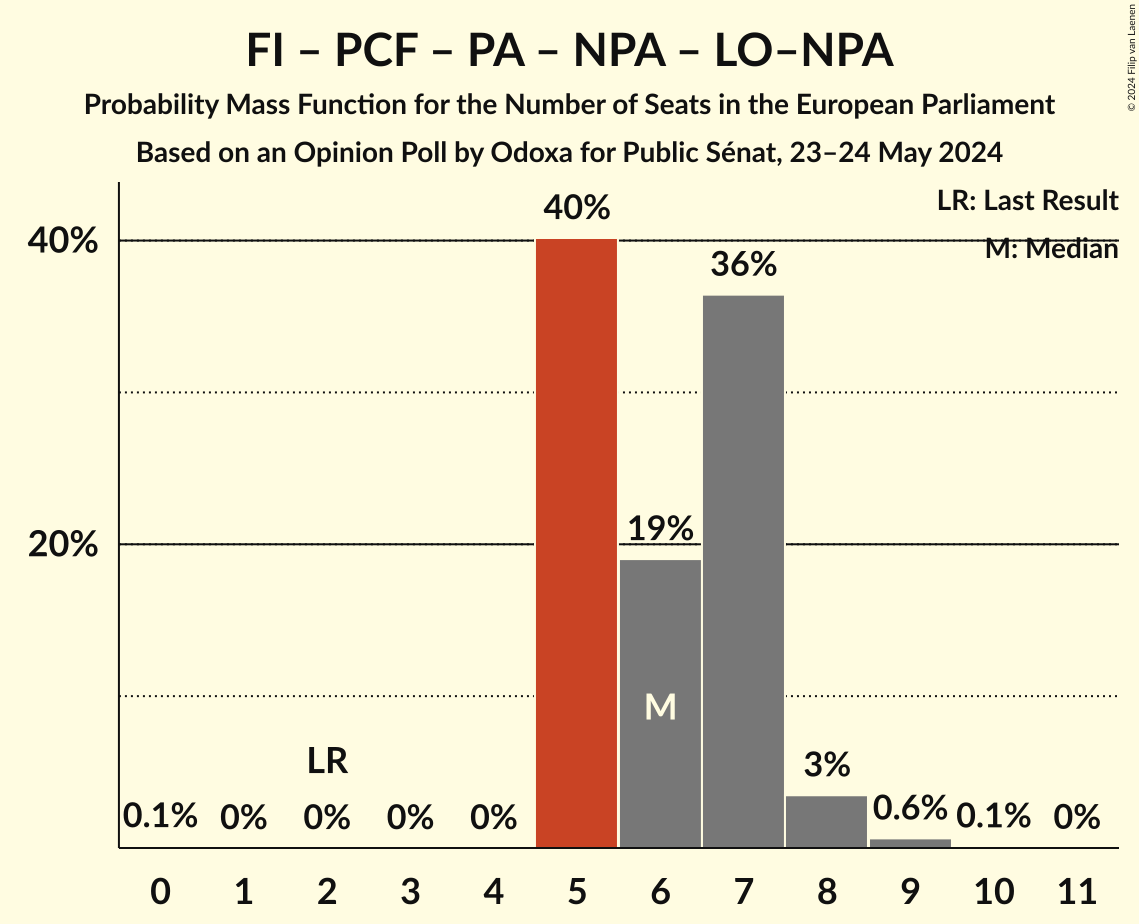 FI – PCF – PA – NPA – LO–NPA
Probability Mass Function for the Number of Seats in the European Parliament
Based on an Opinion Poll by Odoxa for Public Sénat, 23–24 May 2024
© 2024 Filip van Laenen
LR: Last Result
M: Median
40%
20%
40%
36%
19%
M
LR
3%
0.1% 0% 0% 0% 0% 0.6% 0.1% 0%
0 1 2 3 4 5 6 7 8 9 10 11